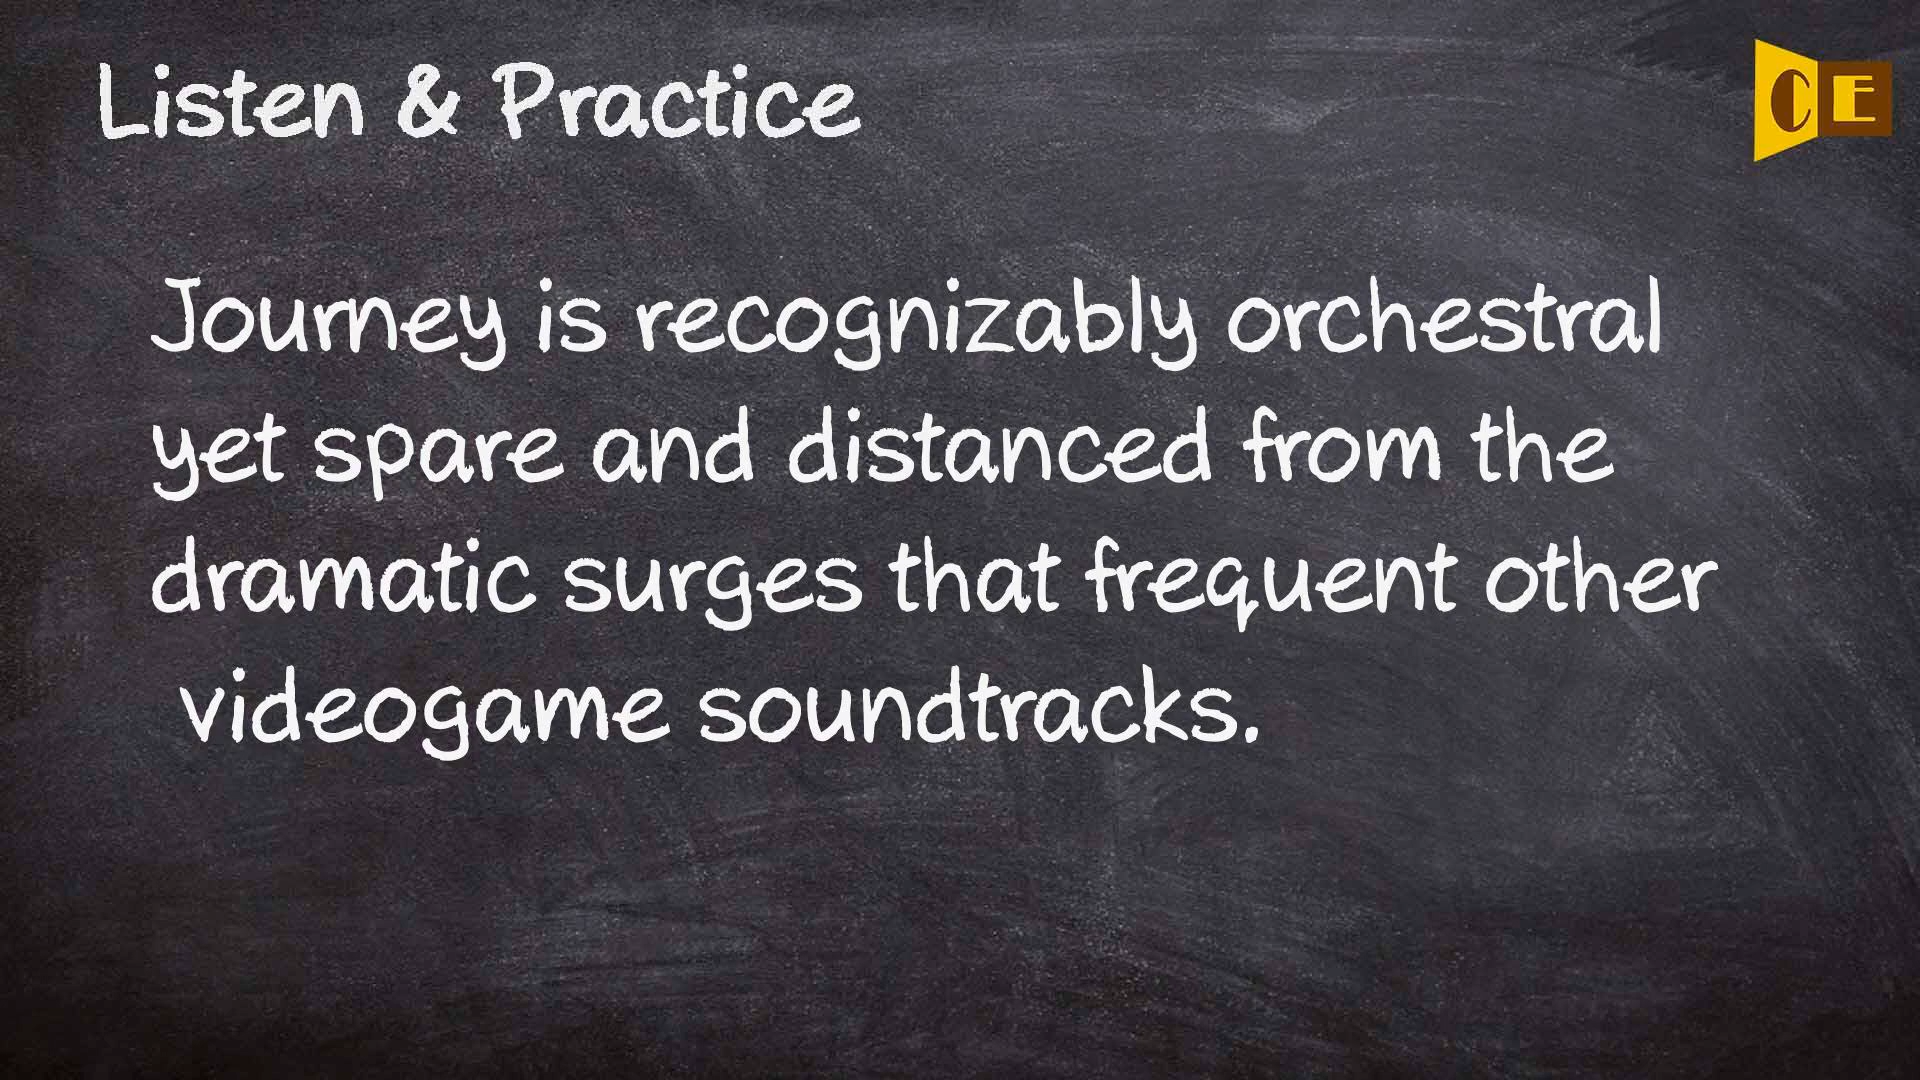 Listen & Practice
CE
Journey is recognizably orchestral
yet spare and distanced from the
dramatic surges that frequent other
videogame soundtracks.